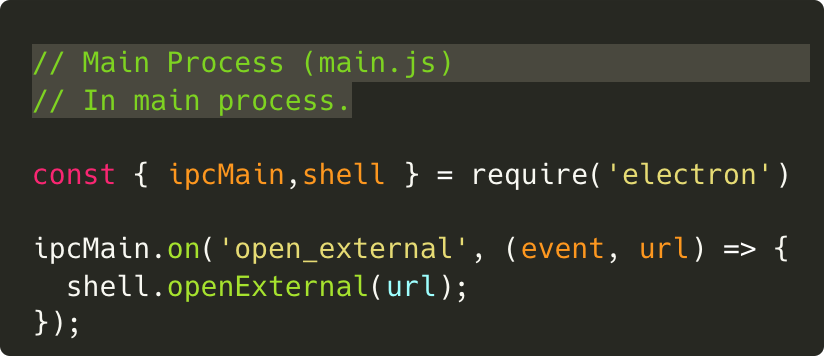 // Main Process (main.js)
// In main process.
const { ipcMain,shell } = require('electron')
ipcMain.on('open_external', (event, url) => {
  shell.openExternal(url);
});